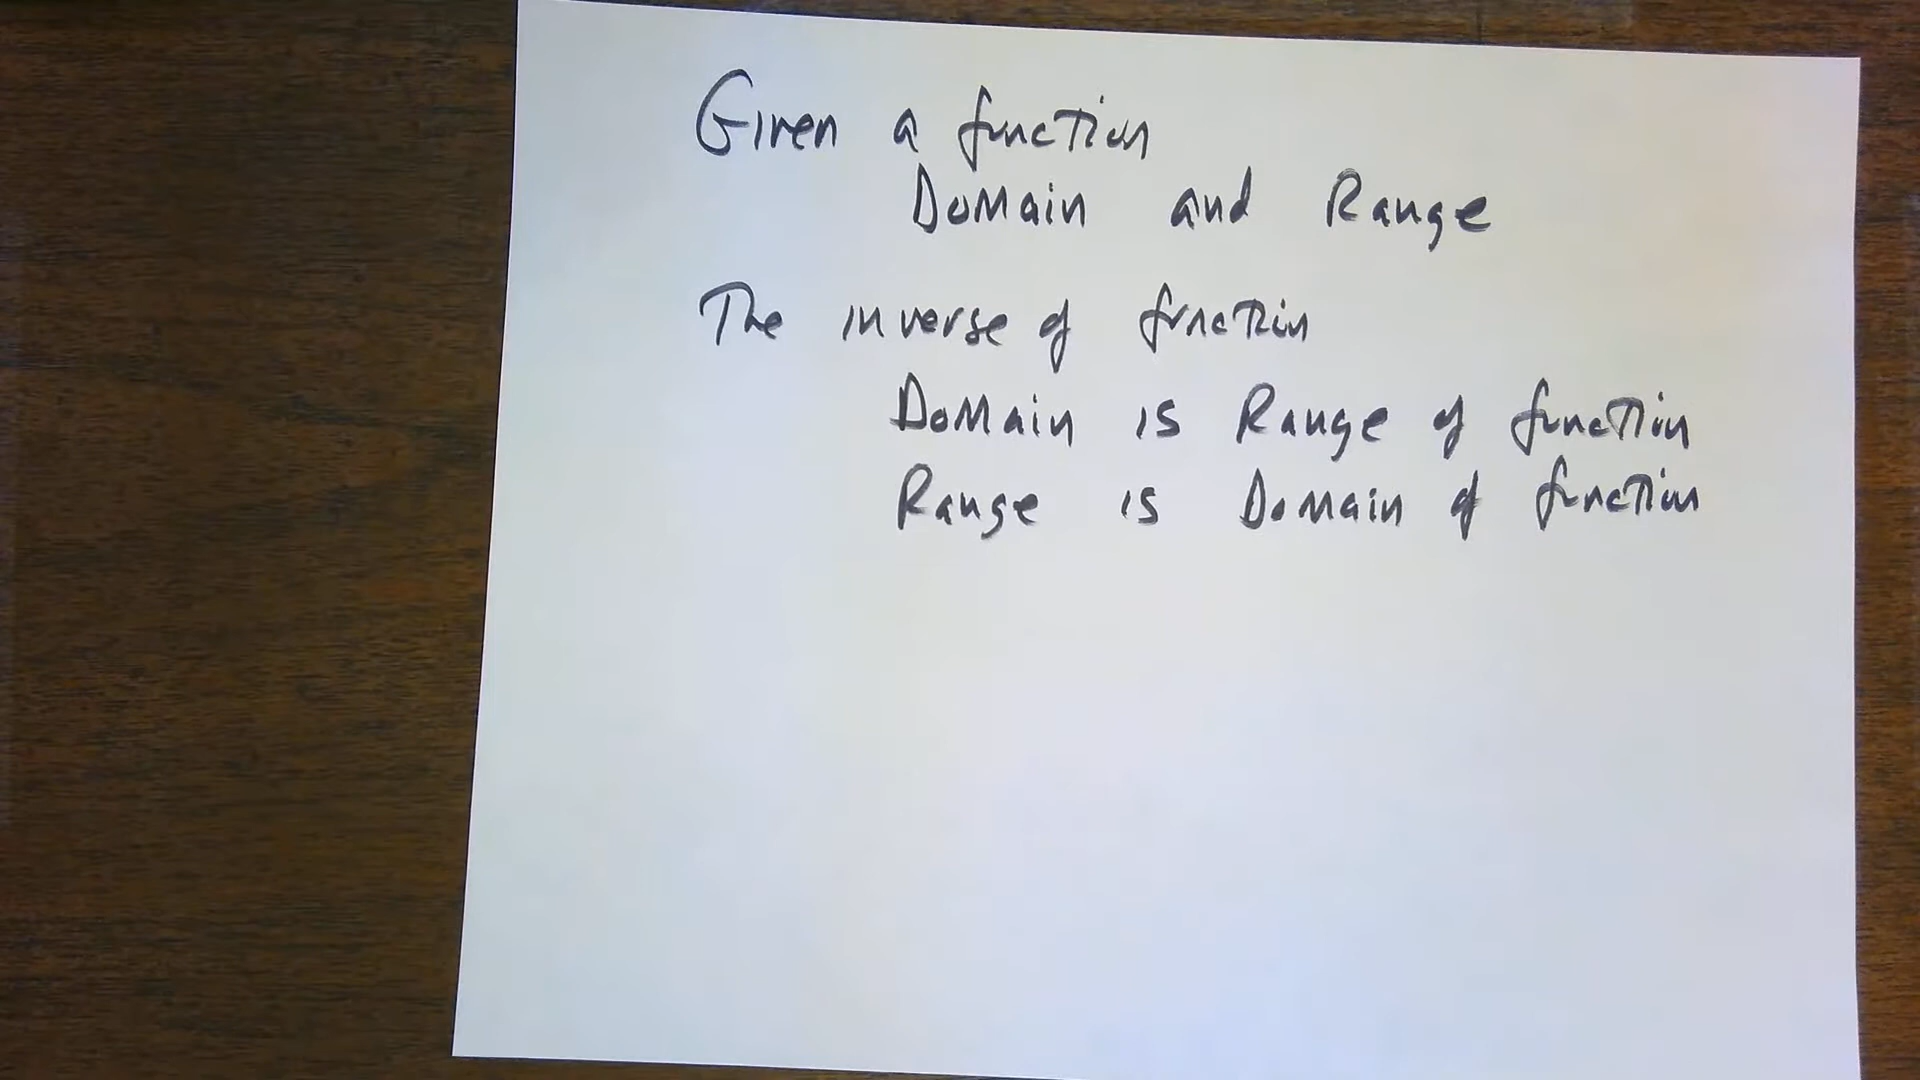 Given a function
Domain and Range
The inverse of function
Domain is Range of function
Range is Domain of function